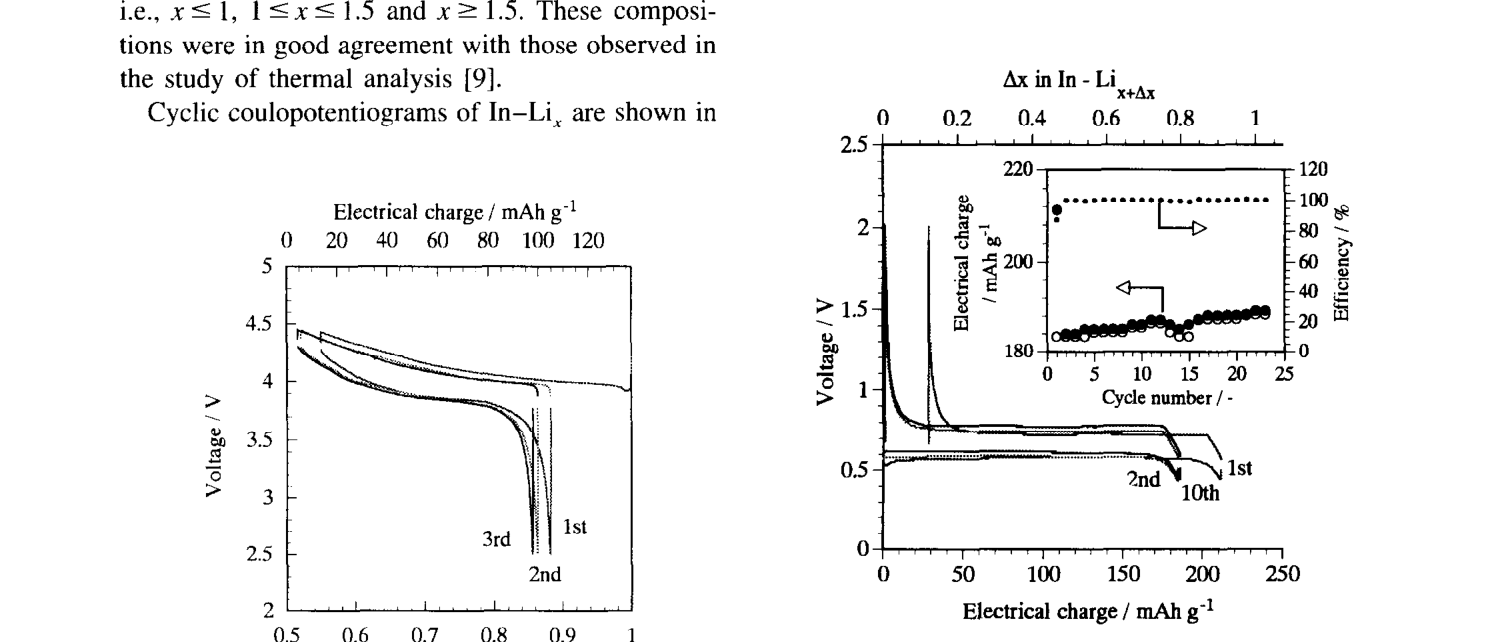 i.e., x ≤ 1, 1 ≤ x ≤ 1.5 and x ≥ 1.5. These composi-
tions were in good agreement with those observed in
the study of thermal analysis [9].
Cyclic coulopotentiograms of In–Liₓ are shown in
Electrical charge / mAh g⁻¹
0 20 40 60 80 100 120
5
4.5
4
3.5
3
2.5
2
Voltage / V
3rd
1st
2nd
0.5 0.6 0.7 0.8 0.9 1
Δx in In - Li x+Δx
0 0.2 0.4 0.6 0.8 1
2.5
2
1.5
1
0.5
0
Voltage / V
220
200
180
Electrical charge
/ mAh g⁻¹
120
100
80
60
40
20
0
Efficiency / %
0 5 10 15 20 25
Cycle number / -
1st
2nd
10th
0 50 100 150 200 250
Electrical charge / mAh g⁻¹